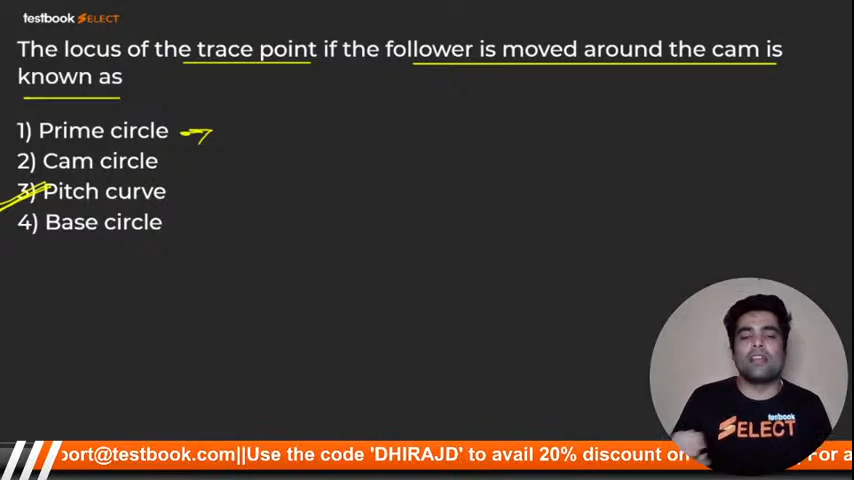 testbook SELECT
The locus of the trace point if the follower is moved around the cam is
known as
1) Prime circle
2) Cam circle
3) Pitch curve
4) Base circle
testbook
SELECT
port@testbook.com||Use the code 'DHIRAJD' to avail 20% discount on For a